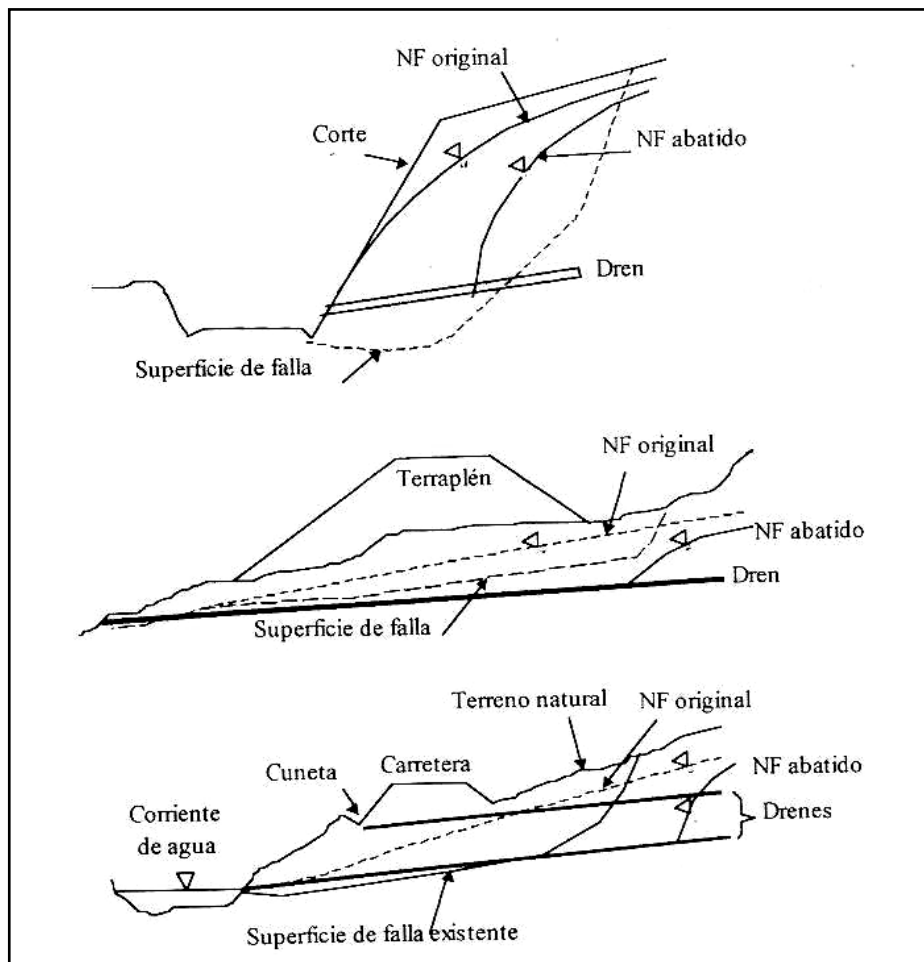 NF original
Corte
NF abatido
Dren
Superficie de falla
NF original
Terraplén
NF abatido
Dren
Superficie de falla
Terreno natural
NF original
Cuneta
Carretera
NF abatido
Corriente
de agua
Drenes
Superficie de falla existente